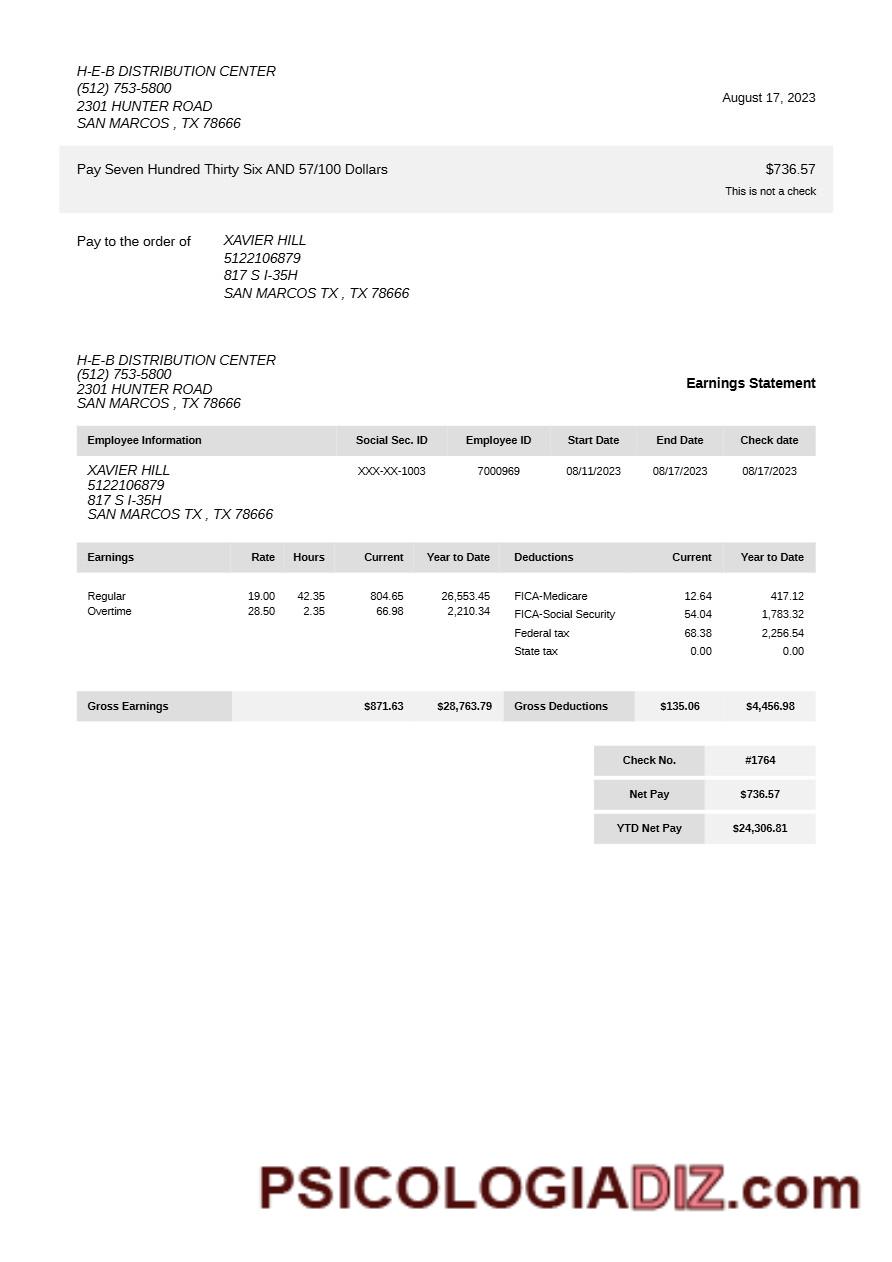 H-E-B DISTRIBUTION CENTER
(512) 753-5800
2301 HUNTER ROAD
SAN MARCOS , TX 78666
August 17, 2023
Pay Seven Hundred Thirty Six AND 57/100 Dollars $736.57
This is not a check
Pay to the order of XAVIER HILL
5122106879
817 S I-35H
SAN MARCOS TX , TX 78666
H-E-B DISTRIBUTION CENTER
(512) 753-5800
2301 HUNTER ROAD
SAN MARCOS , TX 78666
Earnings Statement
Employee Information Social Sec. ID Employee ID Start Date End Date Check date
XAVIER HILL XXX-XX-1003 7000969 08/11/2023 08/17/2023 08/17/2023
5122106879
817 S I-35H
SAN MARCOS TX , TX 78666
Earnings Rate Hours Current Year to Date Deductions Current Year to Date
Regular 19.00 42.35 804.65 26,553.45 FICA-Medicare 12.64 417.12
Overtime 28.50 2.35 66.98 2,210.34 FICA-Social Security 54.04 1,783.32
Federal tax 68.38 2,256.54
State tax 0.00 0.00
Gross Earnings $871.63 $28,763.79 Gross Deductions $135.06 $4,456.98
Check No. #1764
Net Pay $736.57
YTD Net Pay $24,306.81
PSICOLOGIADIZ.com